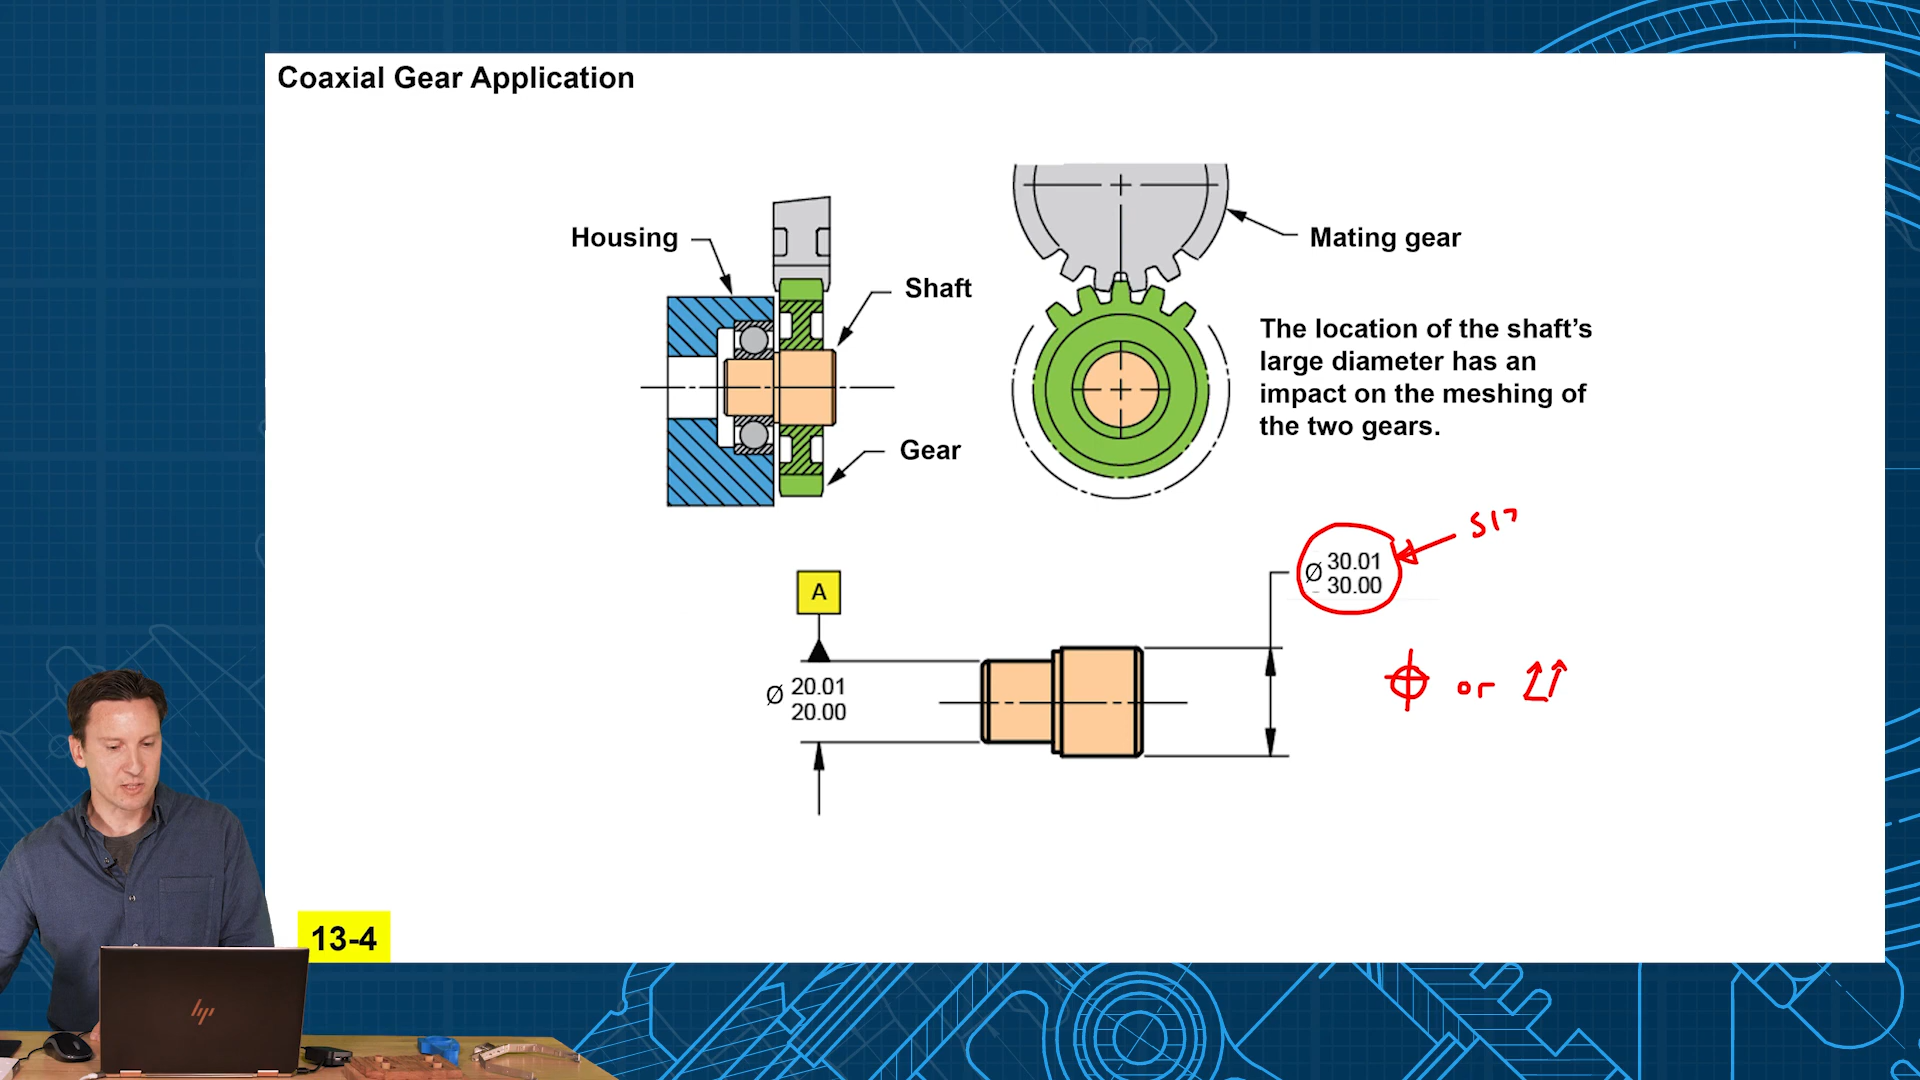 Coaxial Gear Application
Housing
Shaft
Gear
Mating gear
The location of the shaft's
large diameter has an
impact on the meshing of
the two gears.
A
Ø 20.01
20.00
Ø 30.01
30.00
or
13-4
hp